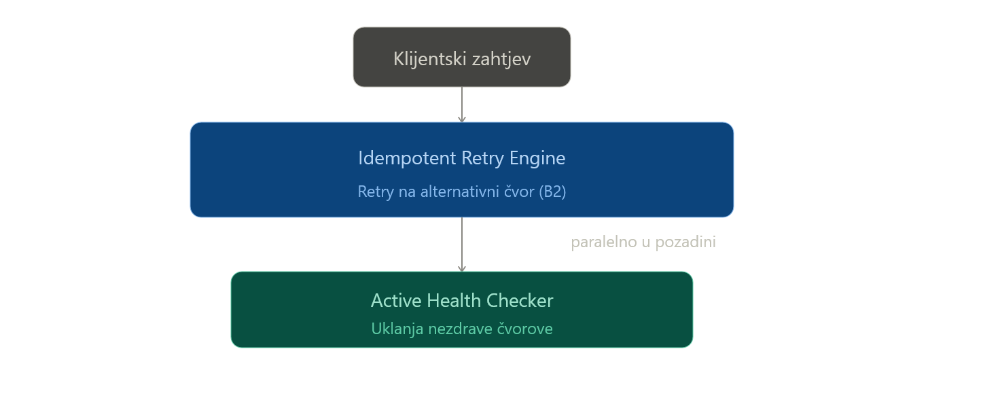 Klijentski zahtjev
Idempotent Retry Engine
Retry na alternativni čvor (B2)
paralelno u pozadini
Active Health Checker
Uklanja nezdrave čvorove